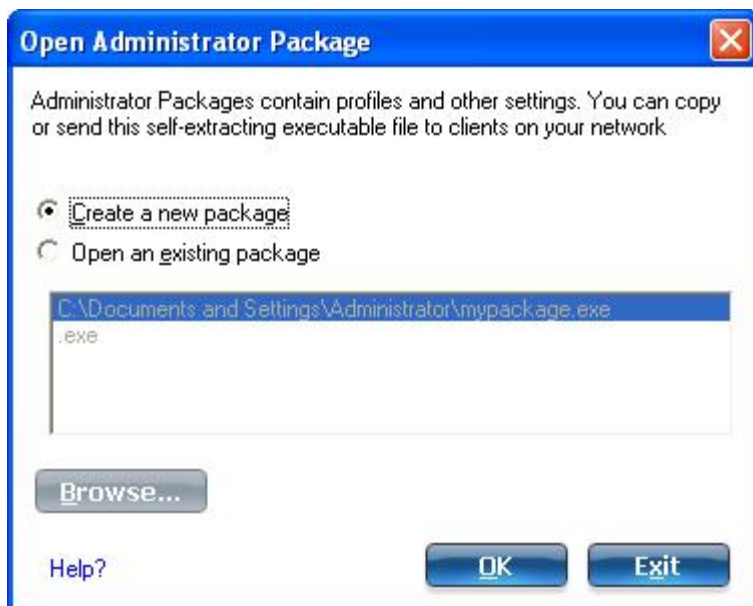 Open Administrator Package
Administrator Packages contain profiles and other settings. You can copy
or send this self-extracting executable file to clients on your network
Create a new package
Open an existing package
C:\Documents and Settings\Administrator\mypackage.exe
.exe
Browse...
Help?
OK
Exit